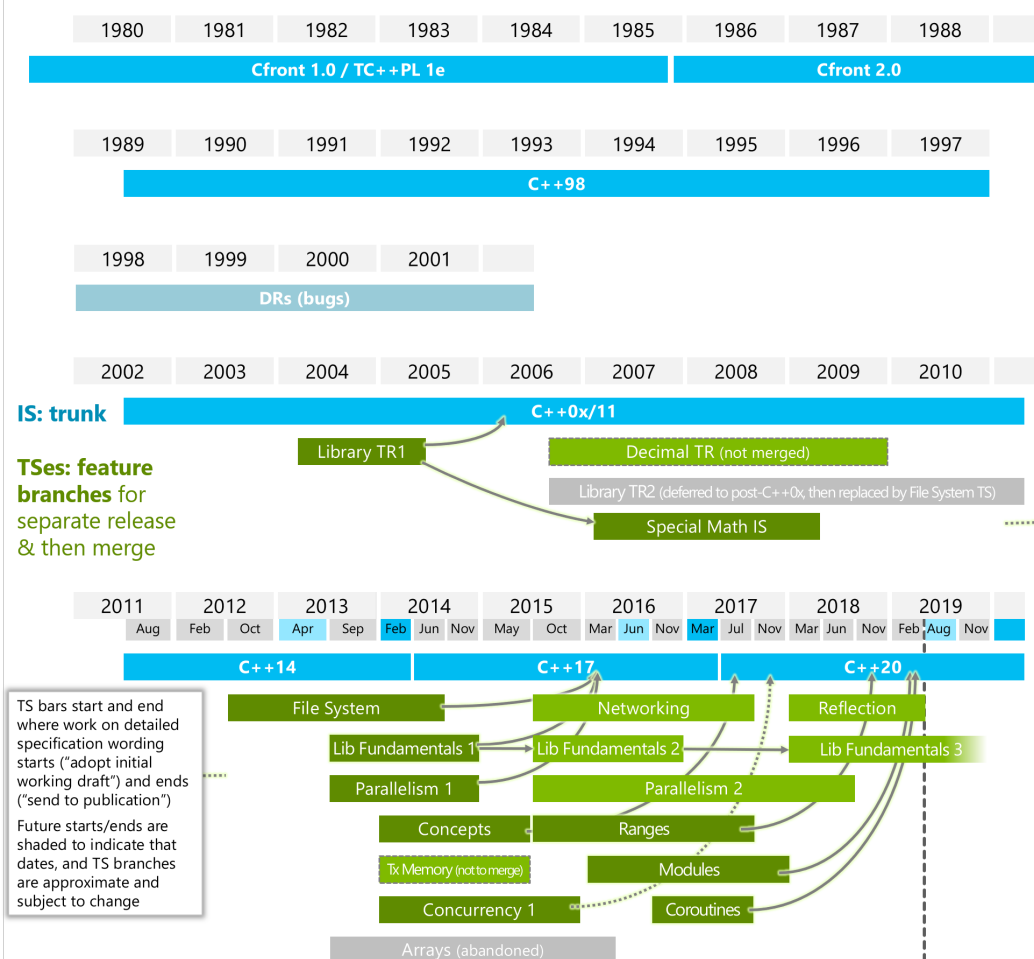 1980 1981 1982 1983 1984 1985 1986 1987 1988
Cfront 1.0 / TC++PL 1e Cfront 2.0
1989 1990 1991 1992 1993 1994 1995 1996 1997
C++98
1998 1999 2000 2001
DRs (bugs)
2002 2003 2004 2005 2006 2007 2008 2009 2010
IS: trunk
C++0x/11
Library TR1
Decimal TR (not merged)
TSes: feature
branches for
separate release
& then merge
Library TR2 (deferred to post-C++0x, then replaced by File System TS)
Special Math IS
2011 2012 2013 2014 2015 2016 2017 2018 2019
Aug Feb Oct Apr Sep Feb Jun Nov May Oct Mar Jun Nov Mar Jul Nov Mar Jun Nov Feb Aug Nov
C++14 C++17 C++20
TS bars start and end
where work on detailed
specification wording
starts ("adopt initial
working draft") and ends
("send to publication")
Future starts/ends are
shaded to indicate that
dates, and TS branches
are approximate and
subject to change
File System Networking Reflection
Lib Fundamentals 1 Lib Fundamentals 2 Lib Fundamentals 3
Parallelism 1 Parallelism 2
Concepts Ranges
Tx Memory (not to merge) Modules
Concurrency 1 Coroutines
Arrays (abandoned)